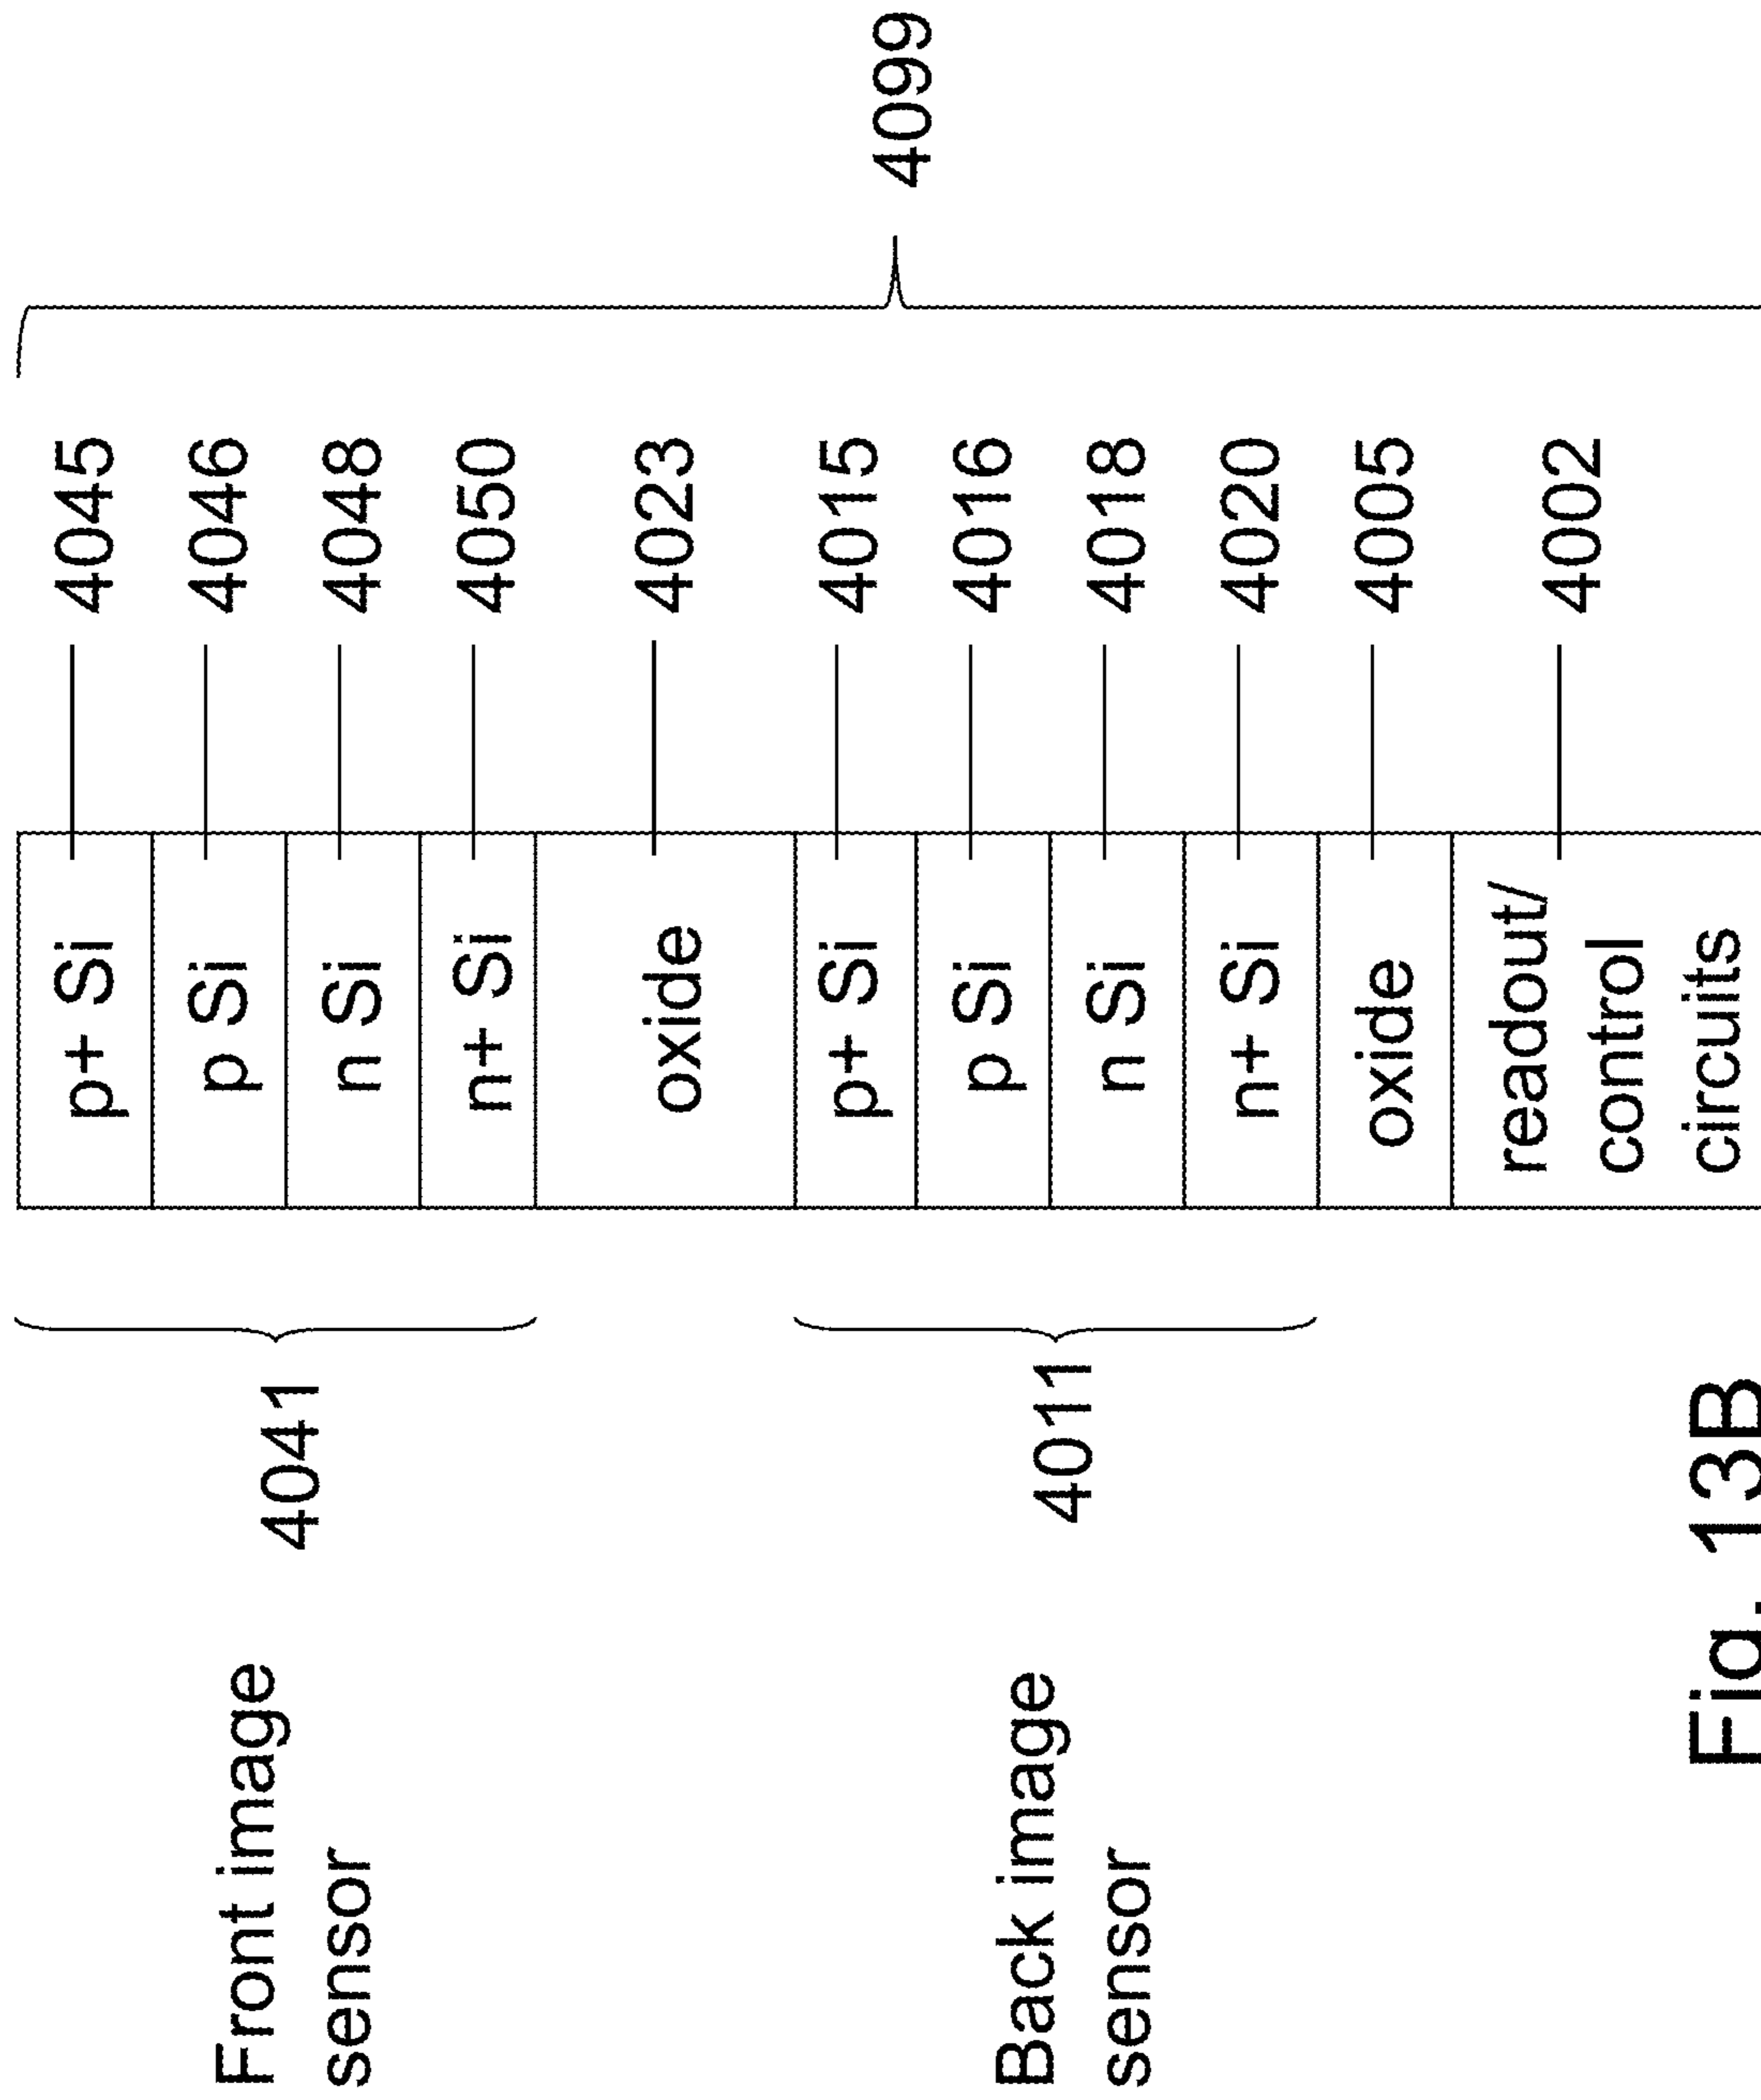 Front image
sensor
4041
p+ Si
4045
p Si
4046
n Si
4048
n+ Si
4050
oxide
4023
Back image
sensor
4011
p+ Si
4015
p Si
4016
n Si
4018
n+ Si
4020
oxide
4005
readout/
control
circuits
4002
4099
Fig. 13B